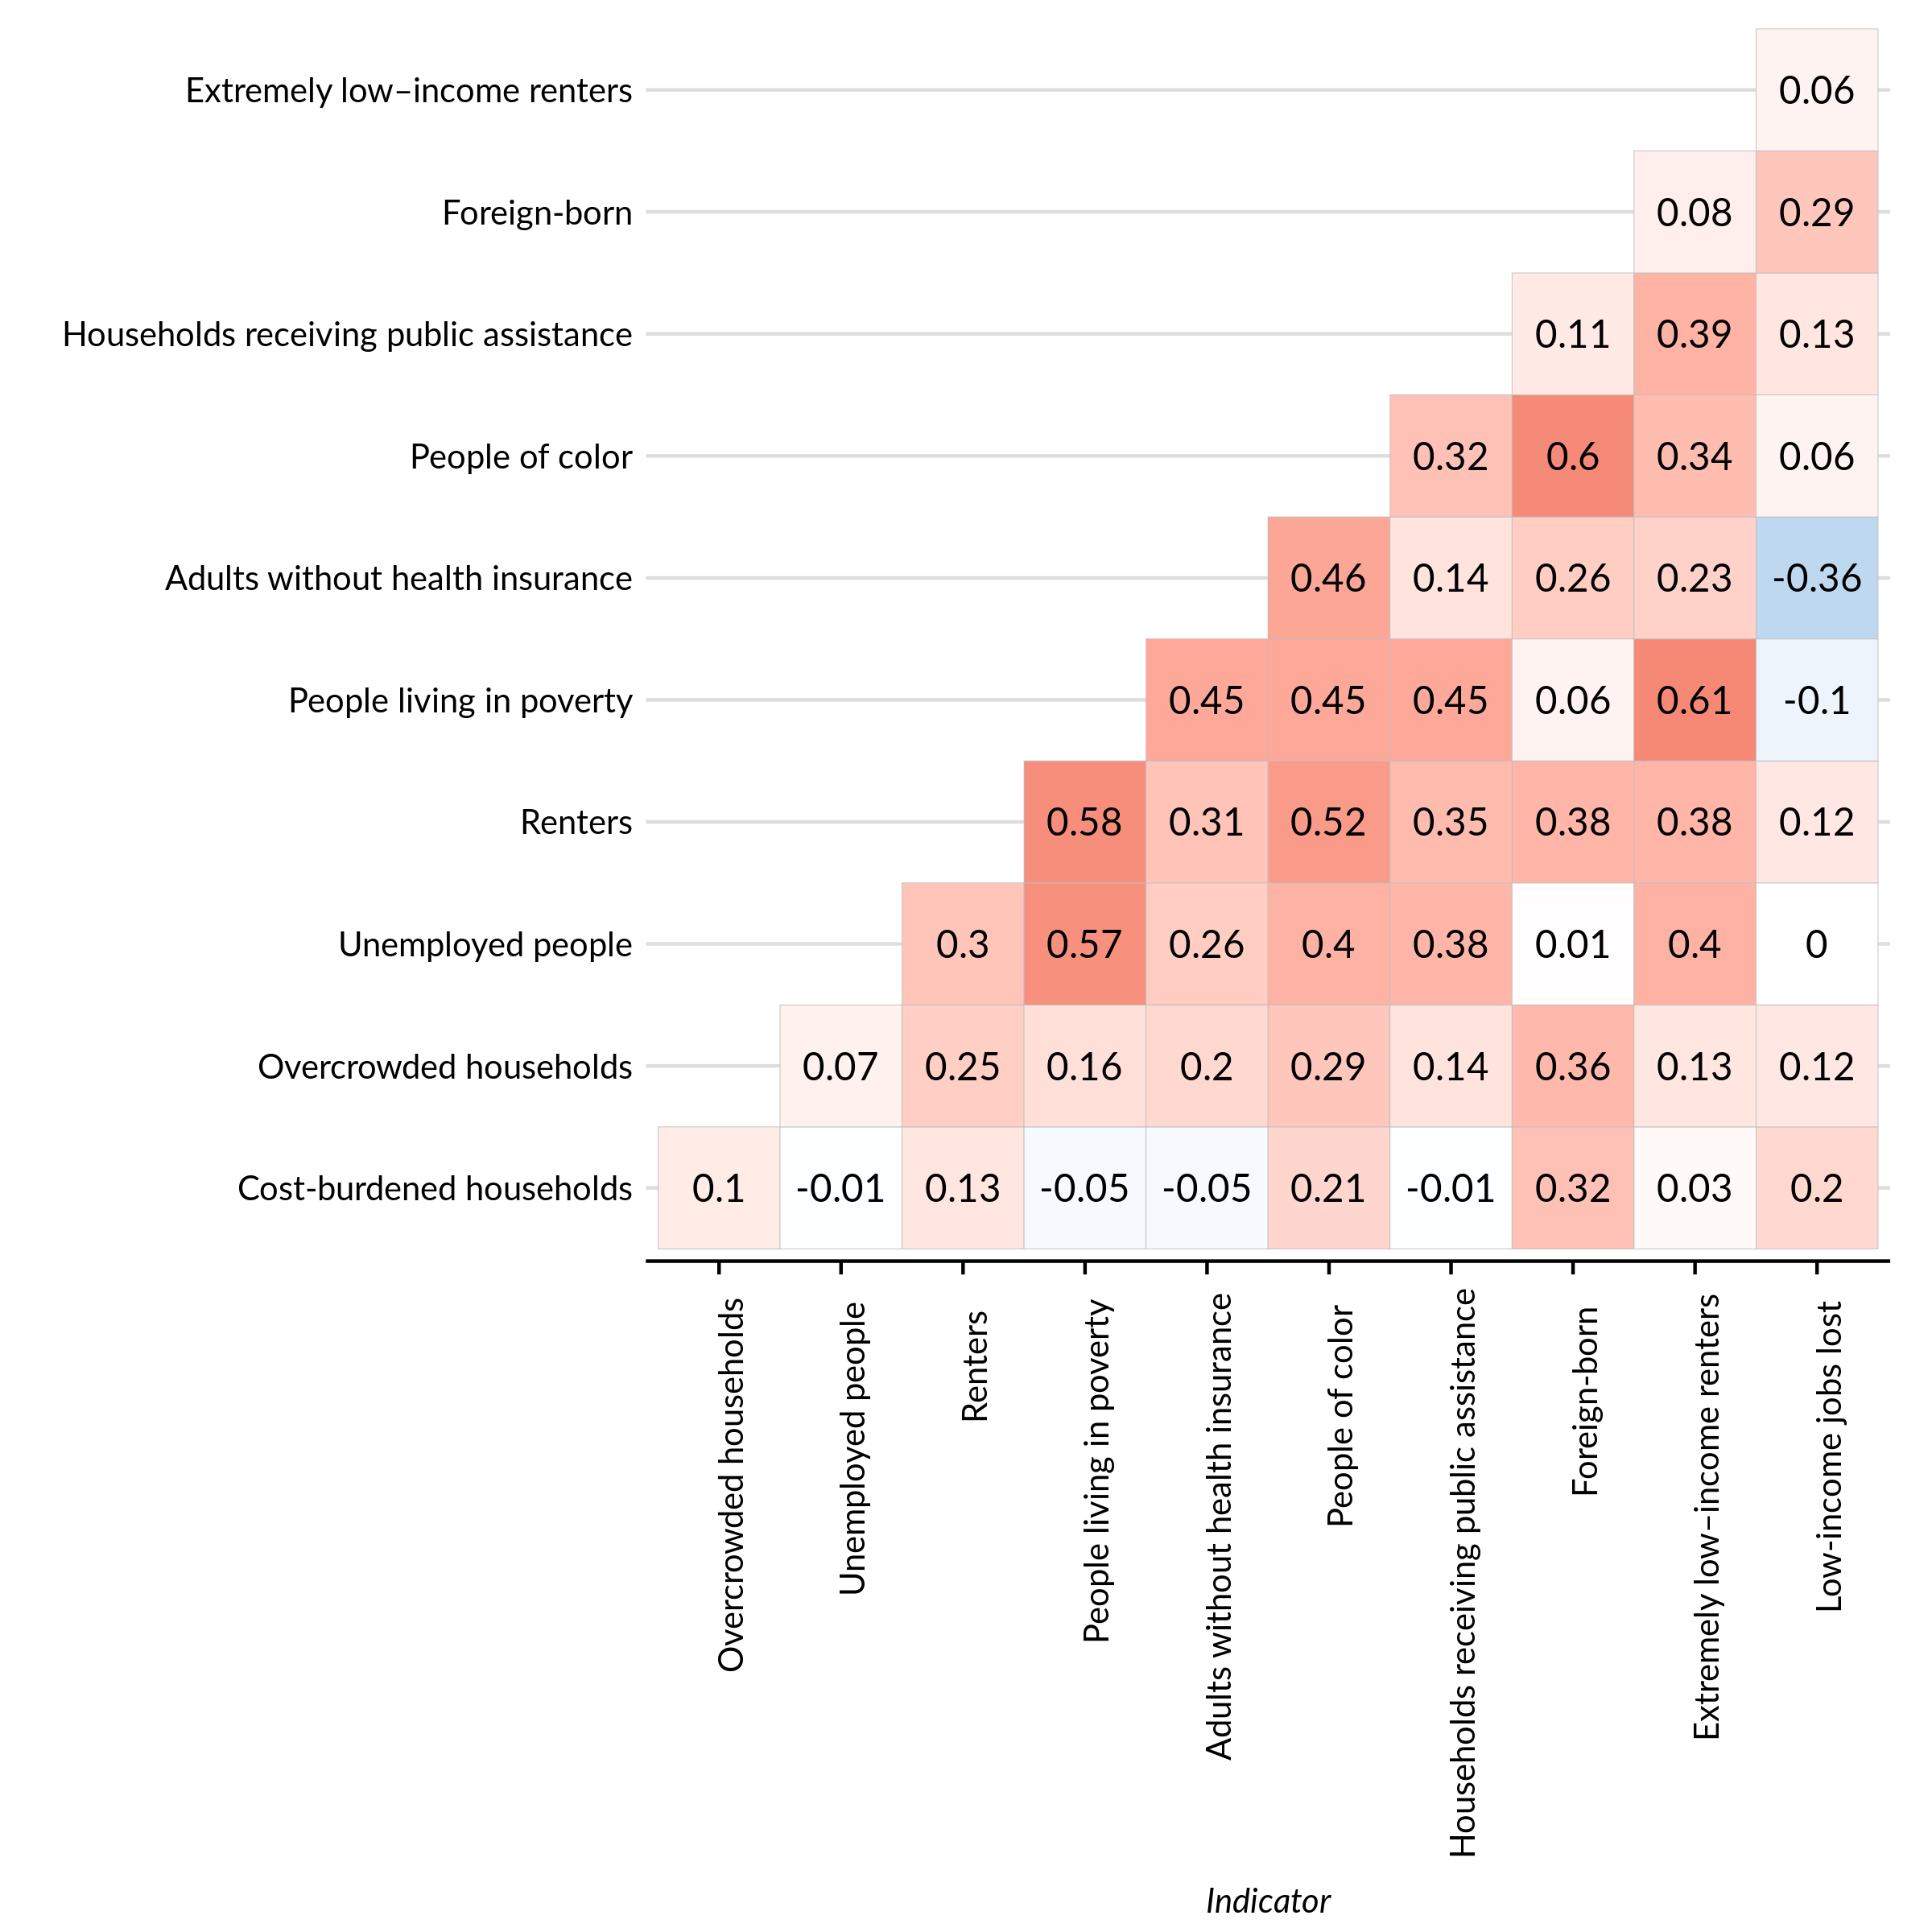 Extremely low–income renters 0.06
Foreign-born 0.08 0.29
Households receiving public assistance 0.11 0.39 0.13
People of color 0.32 0.6 0.34 0.06
Adults without health insurance 0.46 0.14 0.26 0.23 -0.36
People living in poverty 0.45 0.45 0.45 0.06 0.61 -0.1
Renters 0.58 0.31 0.52 0.35 0.38 0.38 0.12
Unemployed people 0.3 0.57 0.26 0.4 0.38 0.01 0.4 0
Overcrowded households 0.07 0.25 0.16 0.2 0.29 0.14 0.36 0.13 0.12
Cost-burdened households 0.1 -0.01 0.13 -0.05 -0.05 0.21 -0.01 0.32 0.03 0.2
Overcrowded households
Unemployed people
Renters
People living in poverty
Adults without health insurance
People of color
Households receiving public assistance
Foreign-born
Extremely low–income renters
Low-income jobs lost
Indicator